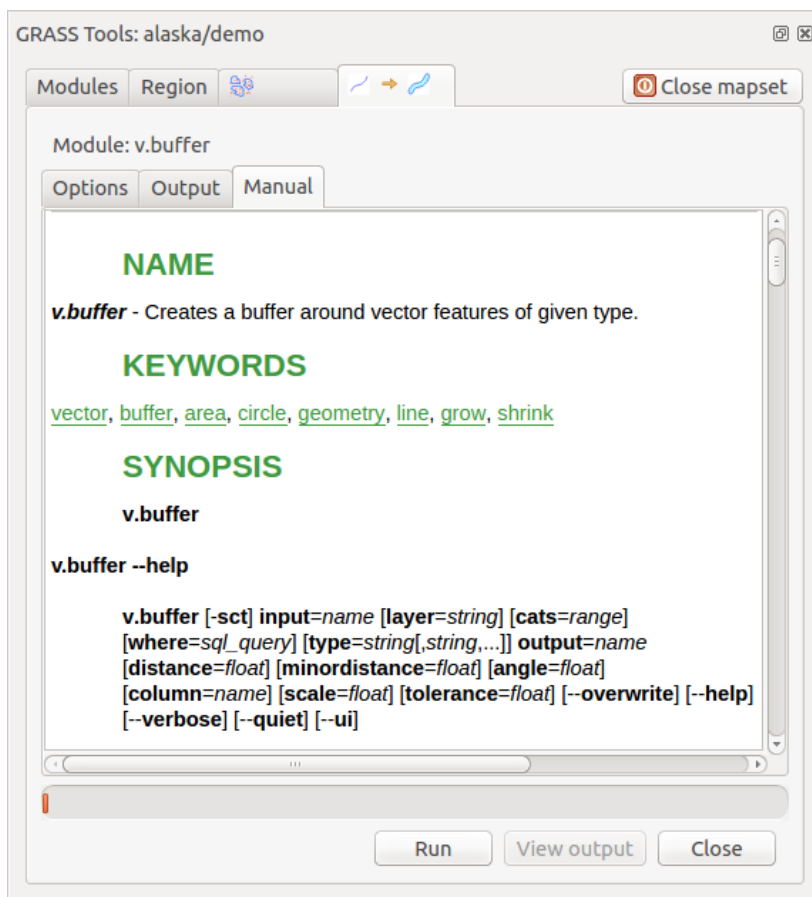 GRASS Tools: alaska/demo
Modules Region Close mapset
Module: v.buffer
Options Output Manual
NAME
v.buffer - Creates a buffer around vector features of given type.
KEYWORDS
vector, buffer, area, circle, geometry, line, grow, shrink
SYNOPSIS
v.buffer
v.buffer --help
v.buffer [-sct] input=name [layer=string] [cats=range]
[where=sql_query] [type=string[,string,...]] output=name
[distance=float] [minordistance=float] [angle=float]
[column=name] [scale=float] [tolerance=float] [--overwrite] [--help]
[--verbose] [--quiet] [--ui]
Run View output Close